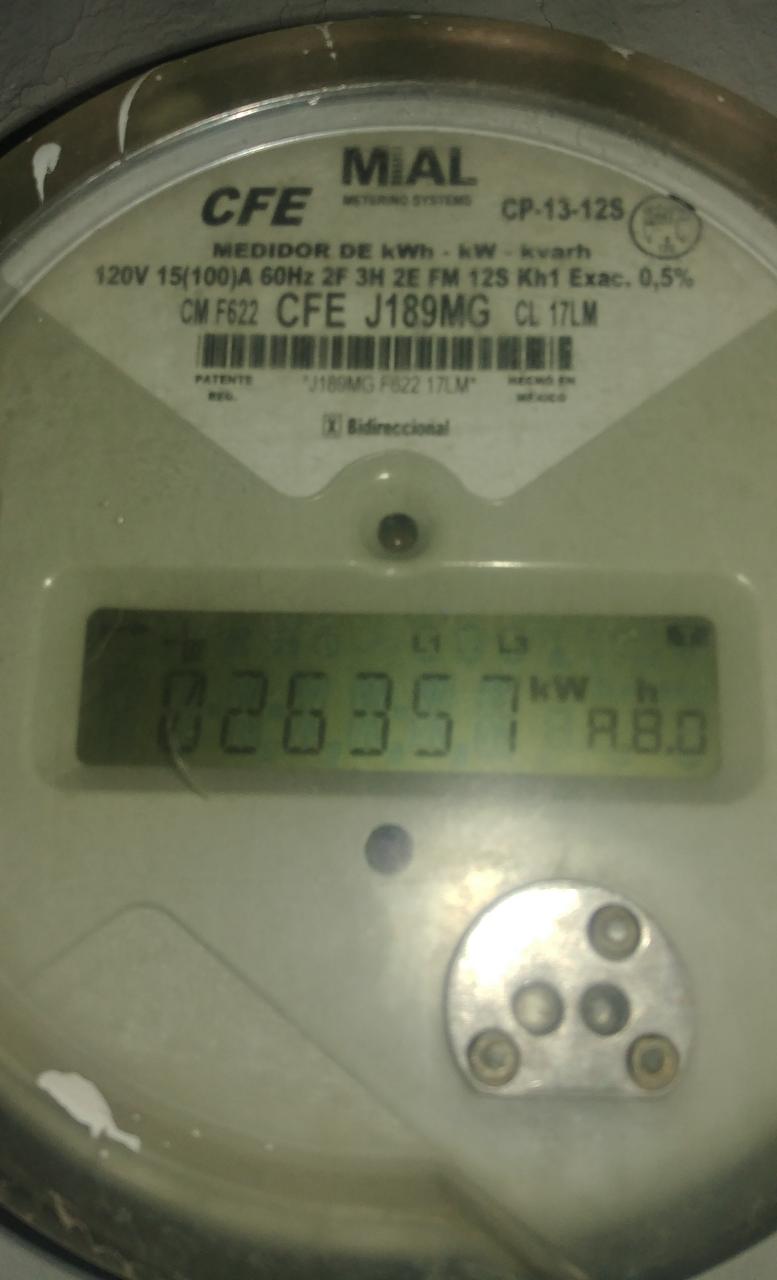 MIAL
CFE METERING SYSTEMS CP-13-12S
MEDIDOR DE kWh - kW - kvarh
120V 15(100)A 60Hz 2F 3H 2E FM 12S Kh1 Exac. 0,5%
CM F622 CFE J189MG CL 17LM
PATENTE REG. "J189MG F622 17LM" HECHO EN MÉXICO
X Bidireccional
L1 L3
026357 kW h A.B.0